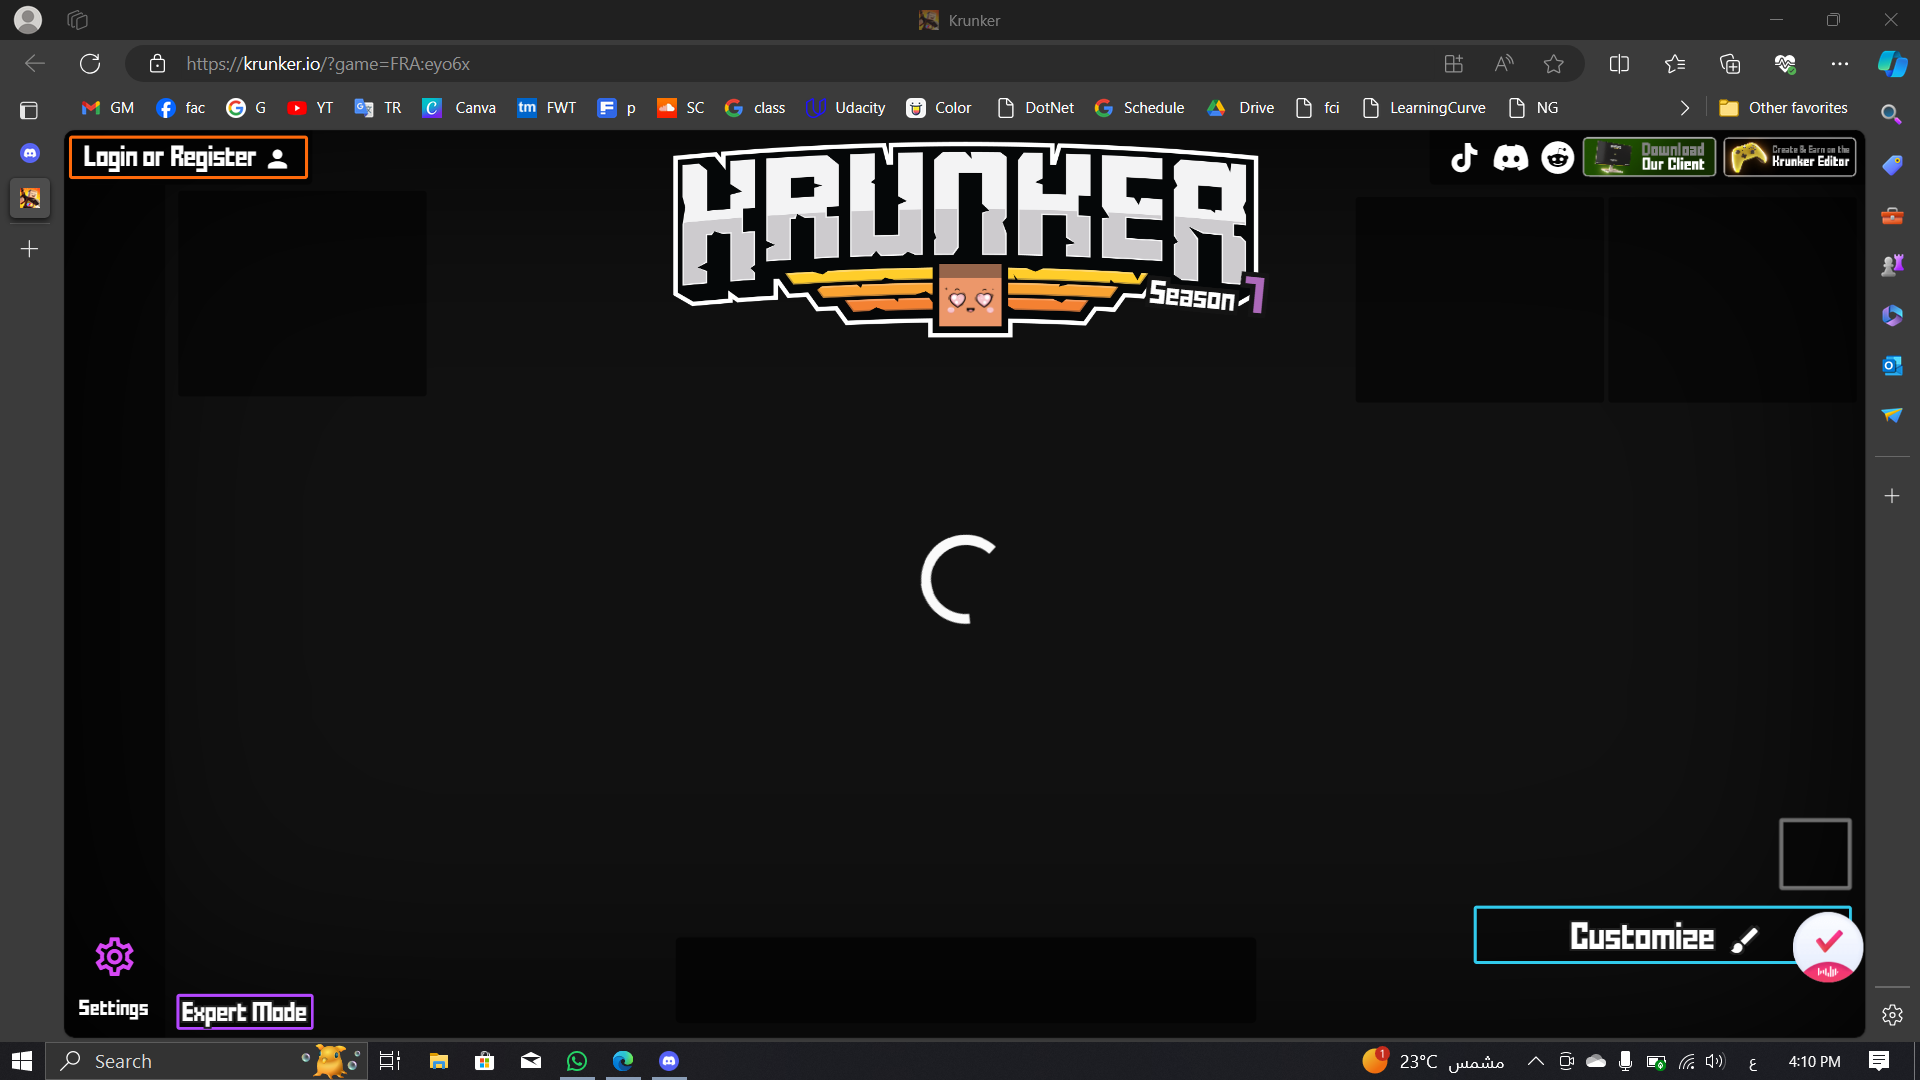 Krunker
https://krunker.io/?game=FRA:eyo6x
GM
fac
G
YT
TR
Canva
FWT
p
SC
class
Udacity
Color
DotNet
Schedule
Drive
fci
LearningCurve
NG
Other favorites
Login or Register
KRUNKER
Season-7
Download
Our Client
Create & Earn on the
Krunker Editor
Customize
Settings
Expert Mode
Search
1
23°C مشمس
ع
4:10 PM